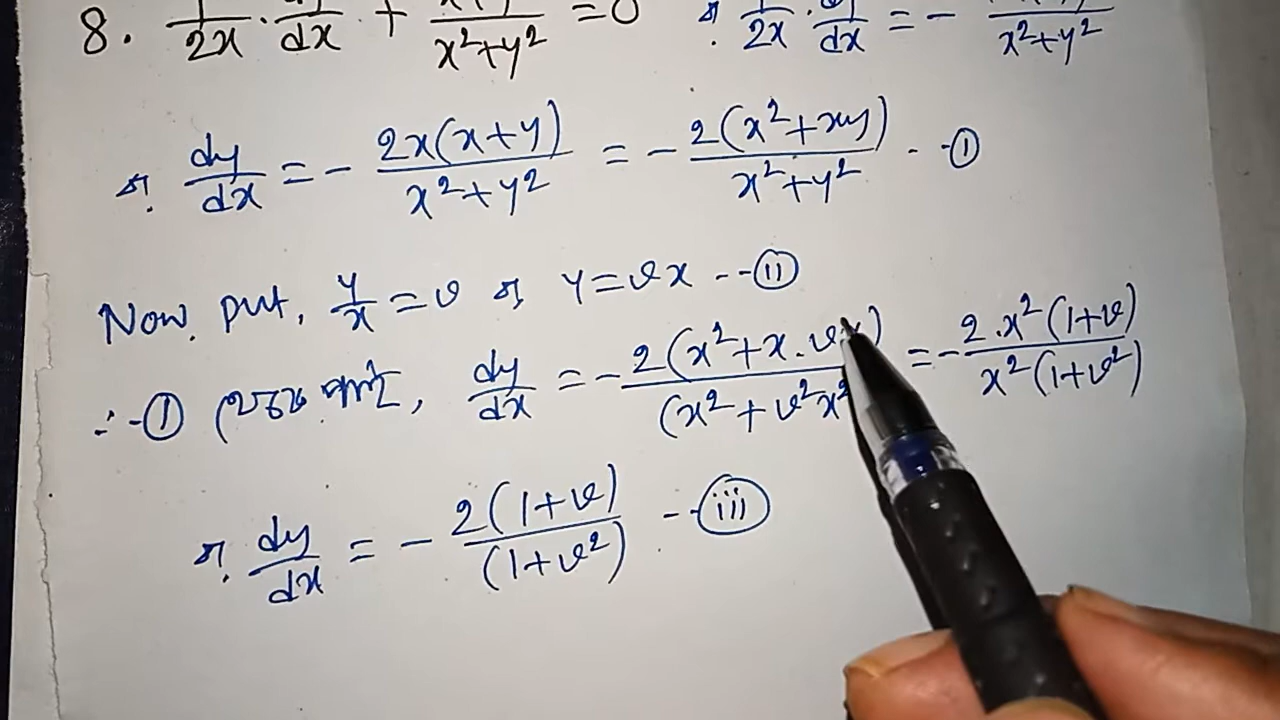 8. 1/2x · dy/dx + x+y/x²+y² = 0 বা, 1/2x · dy/dx = - x+y/x²+y²
বা, dy/dx = - 2x(x+y)/x²+y² = - 2(x²+xy)/x²+y² - - (i)
Now put, y/x = v বা y = vx - - (ii)
∴ (i) হতে পাই, dy/dx = - 2(x²+x.vx)/(x²+v²x² = - 2.x²(1+v)/x²(1+v²)
বা, dy/dx = - 2(1+v)/(1+v²) - - (iii)